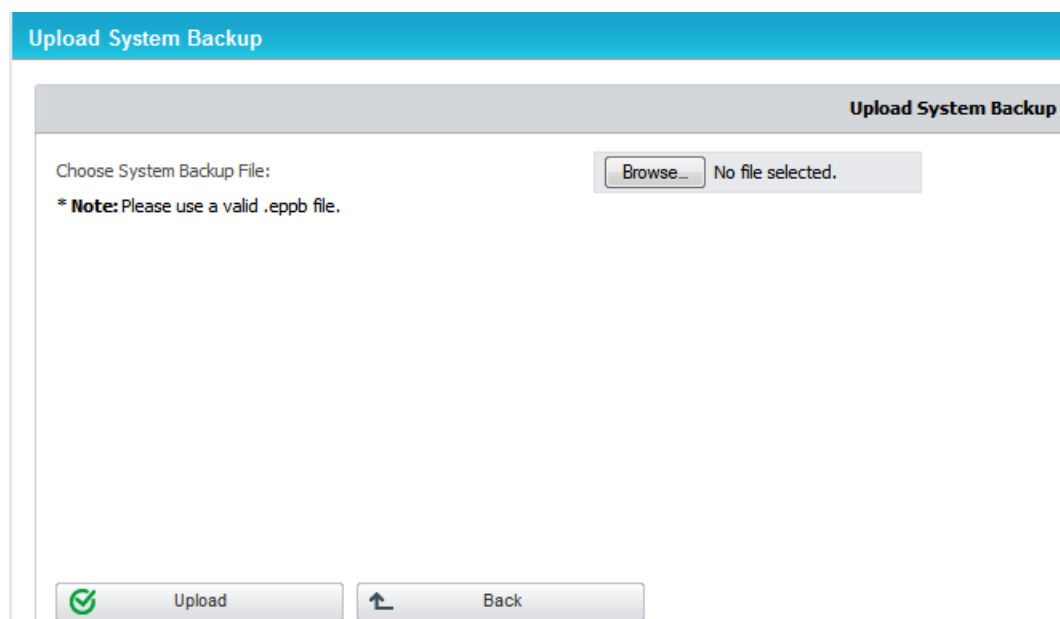 Upload System Backup
Upload System Backup
Choose System Backup File:
Browse... No file selected.
* Note: Please use a valid .eppb file.
Upload
Back